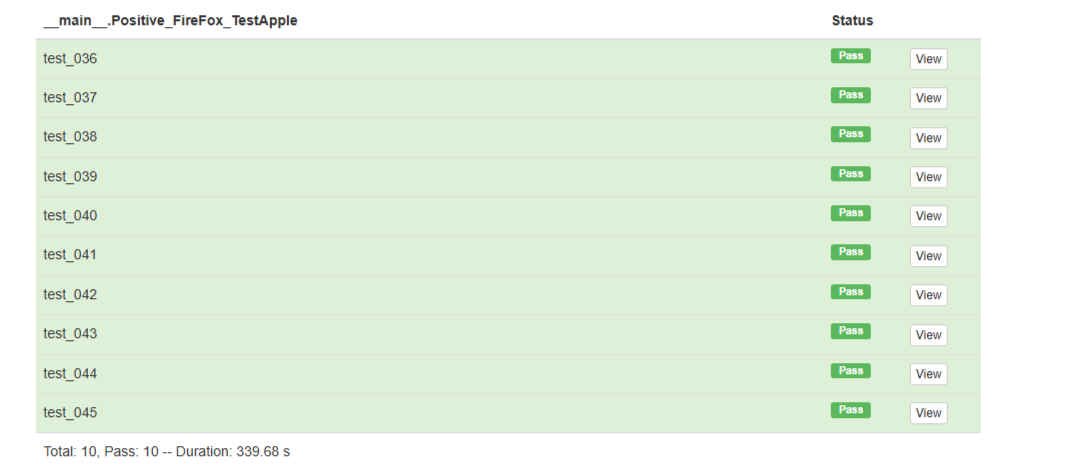 __main__.Positive_FireFox_TestApple Status
test_036 Pass View
test_037 Pass View
test_038 Pass View
test_039 Pass View
test_040 Pass View
test_041 Pass View
test_042 Pass View
test_043 Pass View
test_044 Pass View
test_045 Pass View
Total: 10, Pass: 10 -- Duration: 339.68 s